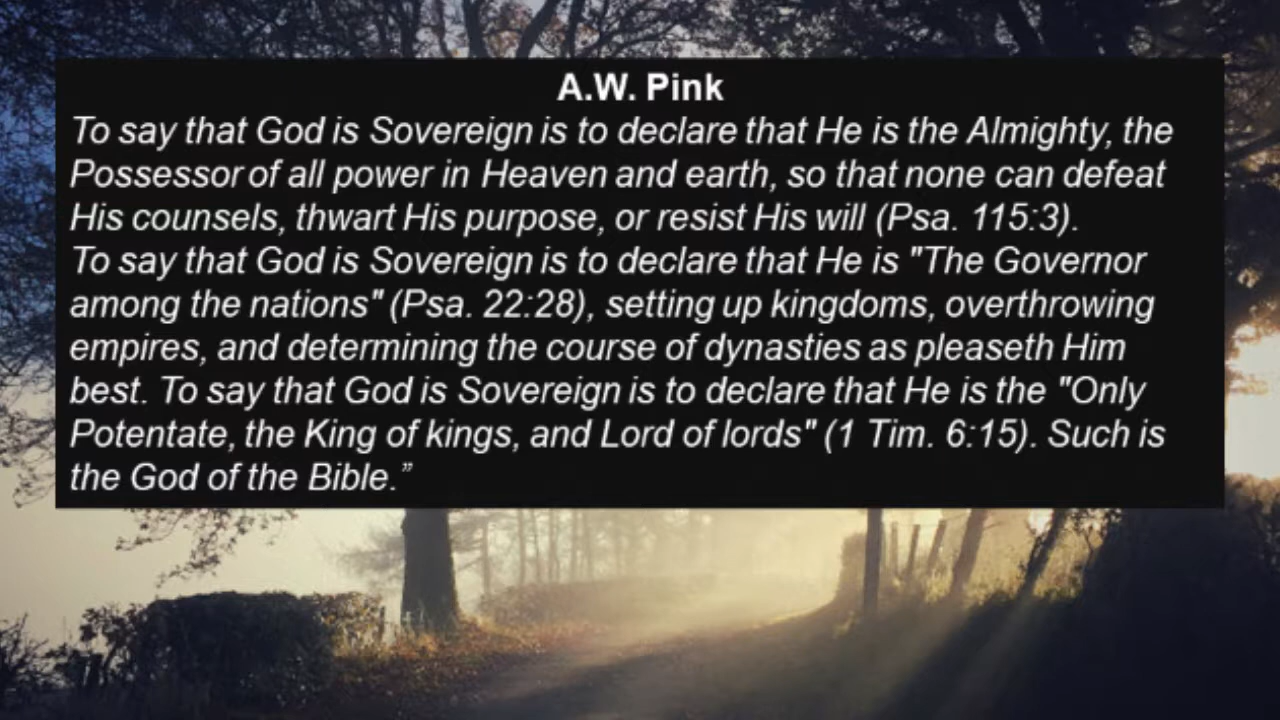 A.W. Pink
To say that God is Sovereign is to declare that He is the Almighty, the
Possessor of all power in Heaven and earth, so that none can defeat
His counsels, thwart His purpose, or resist His will (Psa. 115:3).
To say that God is Sovereign is to declare that He is "The Governor
among the nations" (Psa. 22:28), setting up kingdoms, overthrowing
empires, and determining the course of dynasties as pleaseth Him
best. To say that God is Sovereign is to declare that He is the "Only
Potentate, the King of kings, and Lord of lords" (1 Tim. 6:15). Such is
the God of the Bible.”